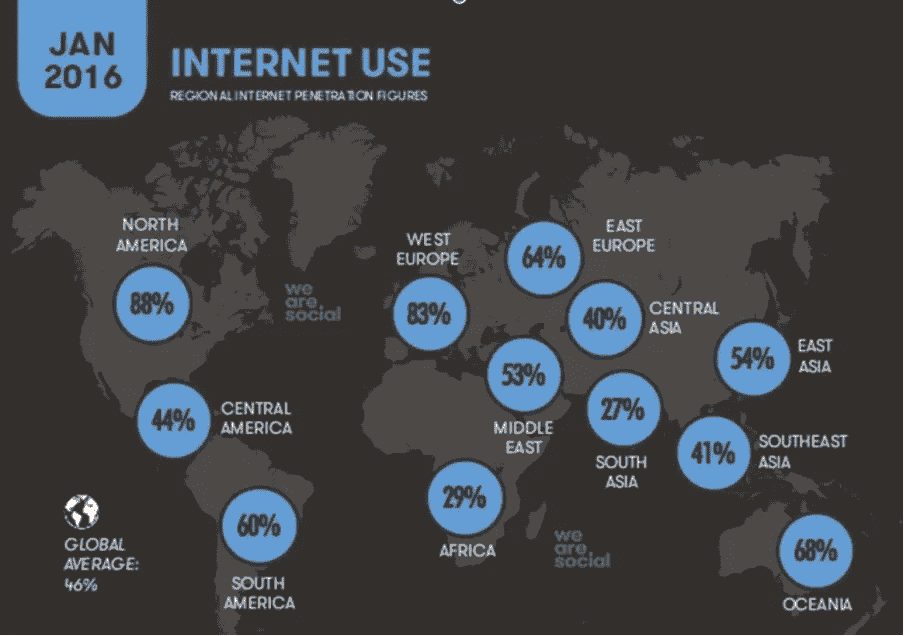 JAN
2016
INTERNET USE
REGIONAL INTERNET PENETRATION FIGURES
NORTH
AMERICA
88%
we
are
social
WEST
EUROPE
83%
64%
EAST
EUROPE
40%
CENTRAL
ASIA
53%
MIDDLE
EAST
54%
EAST
ASIA
44%
CENTRAL
AMERICA
27%
SOUTH
ASIA
41%
SOUTHEAST
ASIA
GLOBAL
AVERAGE:
46%
60%
SOUTH
AMERICA
29%
AFRICA
we
are
social
68%
OCEANIA